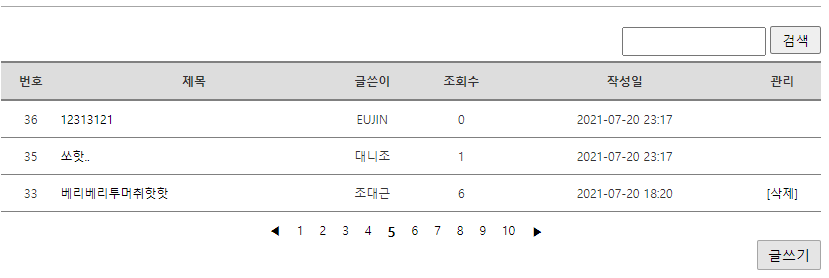 검색
번호 제목 글쓴이 조회수 작성일 관리
36 12313121 EUJIN 0 2021-07-20 23:17
35 쏘핫.. 대니조 1 2021-07-20 23:17
33 베리베리투머취핫핫 조대근 6 2021-07-20 18:20 [삭제]
◀ 1 2 3 4 5 6 7 8 9 10 ▶
글쓰기